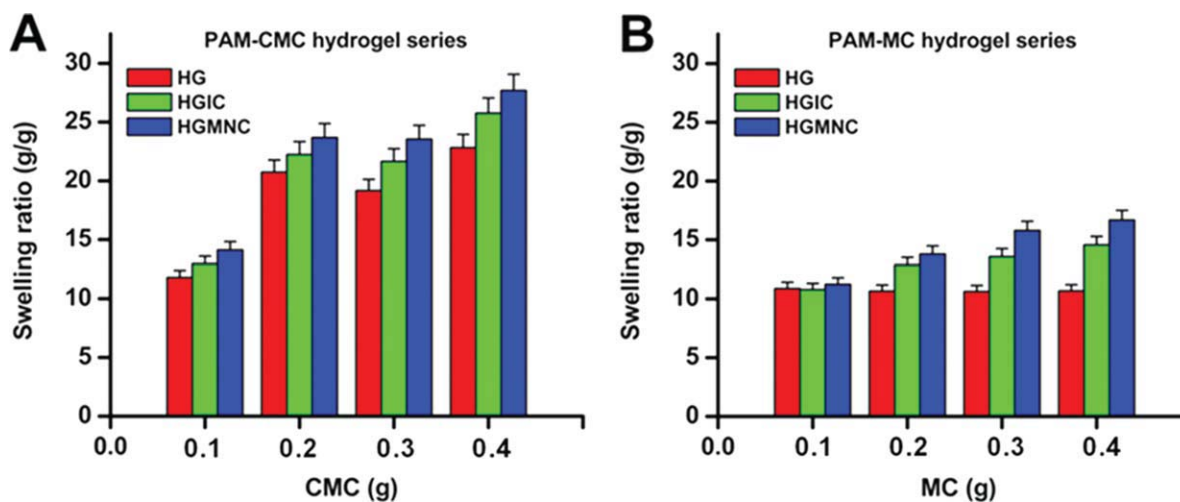 A
PAM-CMC hydrogel series
HG
HGIC
HGMNC
Swelling ratio (g/g)
30
25
20
15
10
5
0
0.0
0.1
0.2
0.3
0.4
CMC (g)
B
PAM-MC hydrogel series
HG
HGIC
HGMNC
Swelling ratio (g/g)
30
25
20
15
10
5
0
0.0
0.1
0.2
0.3
0.4
MC (g)